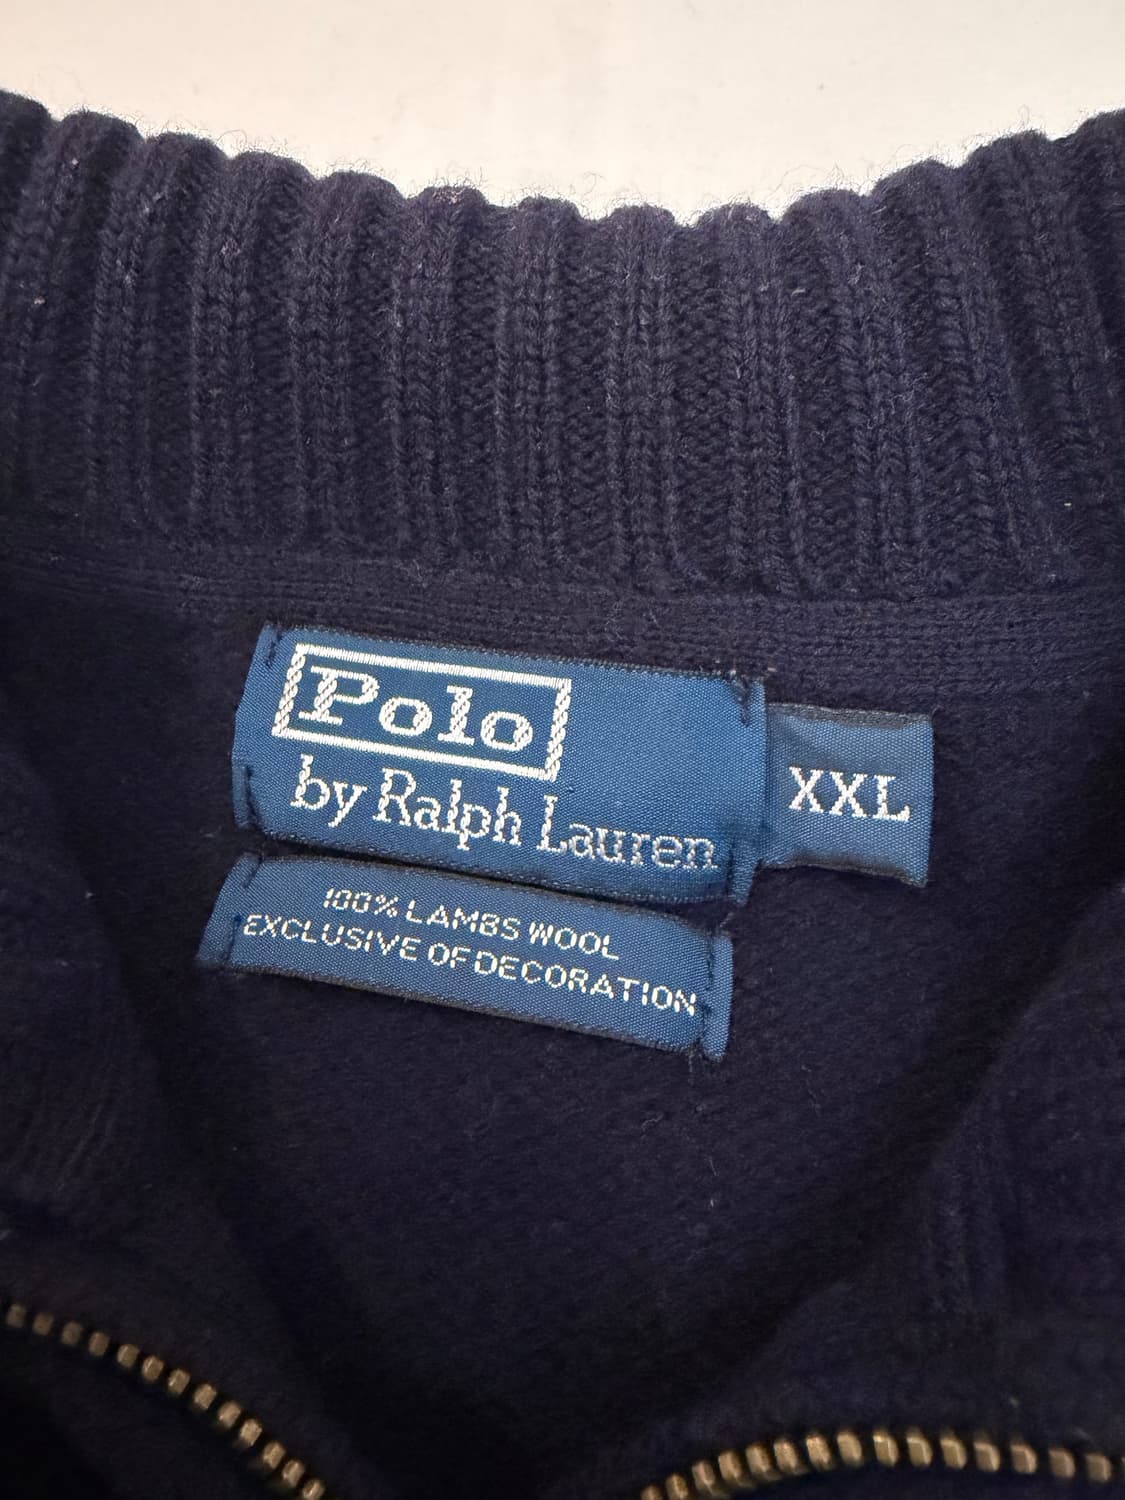 Polo
by Ralph Lauren
XXL
100% LAMBS WOOL
EXCLUSIVE OF DECORATION